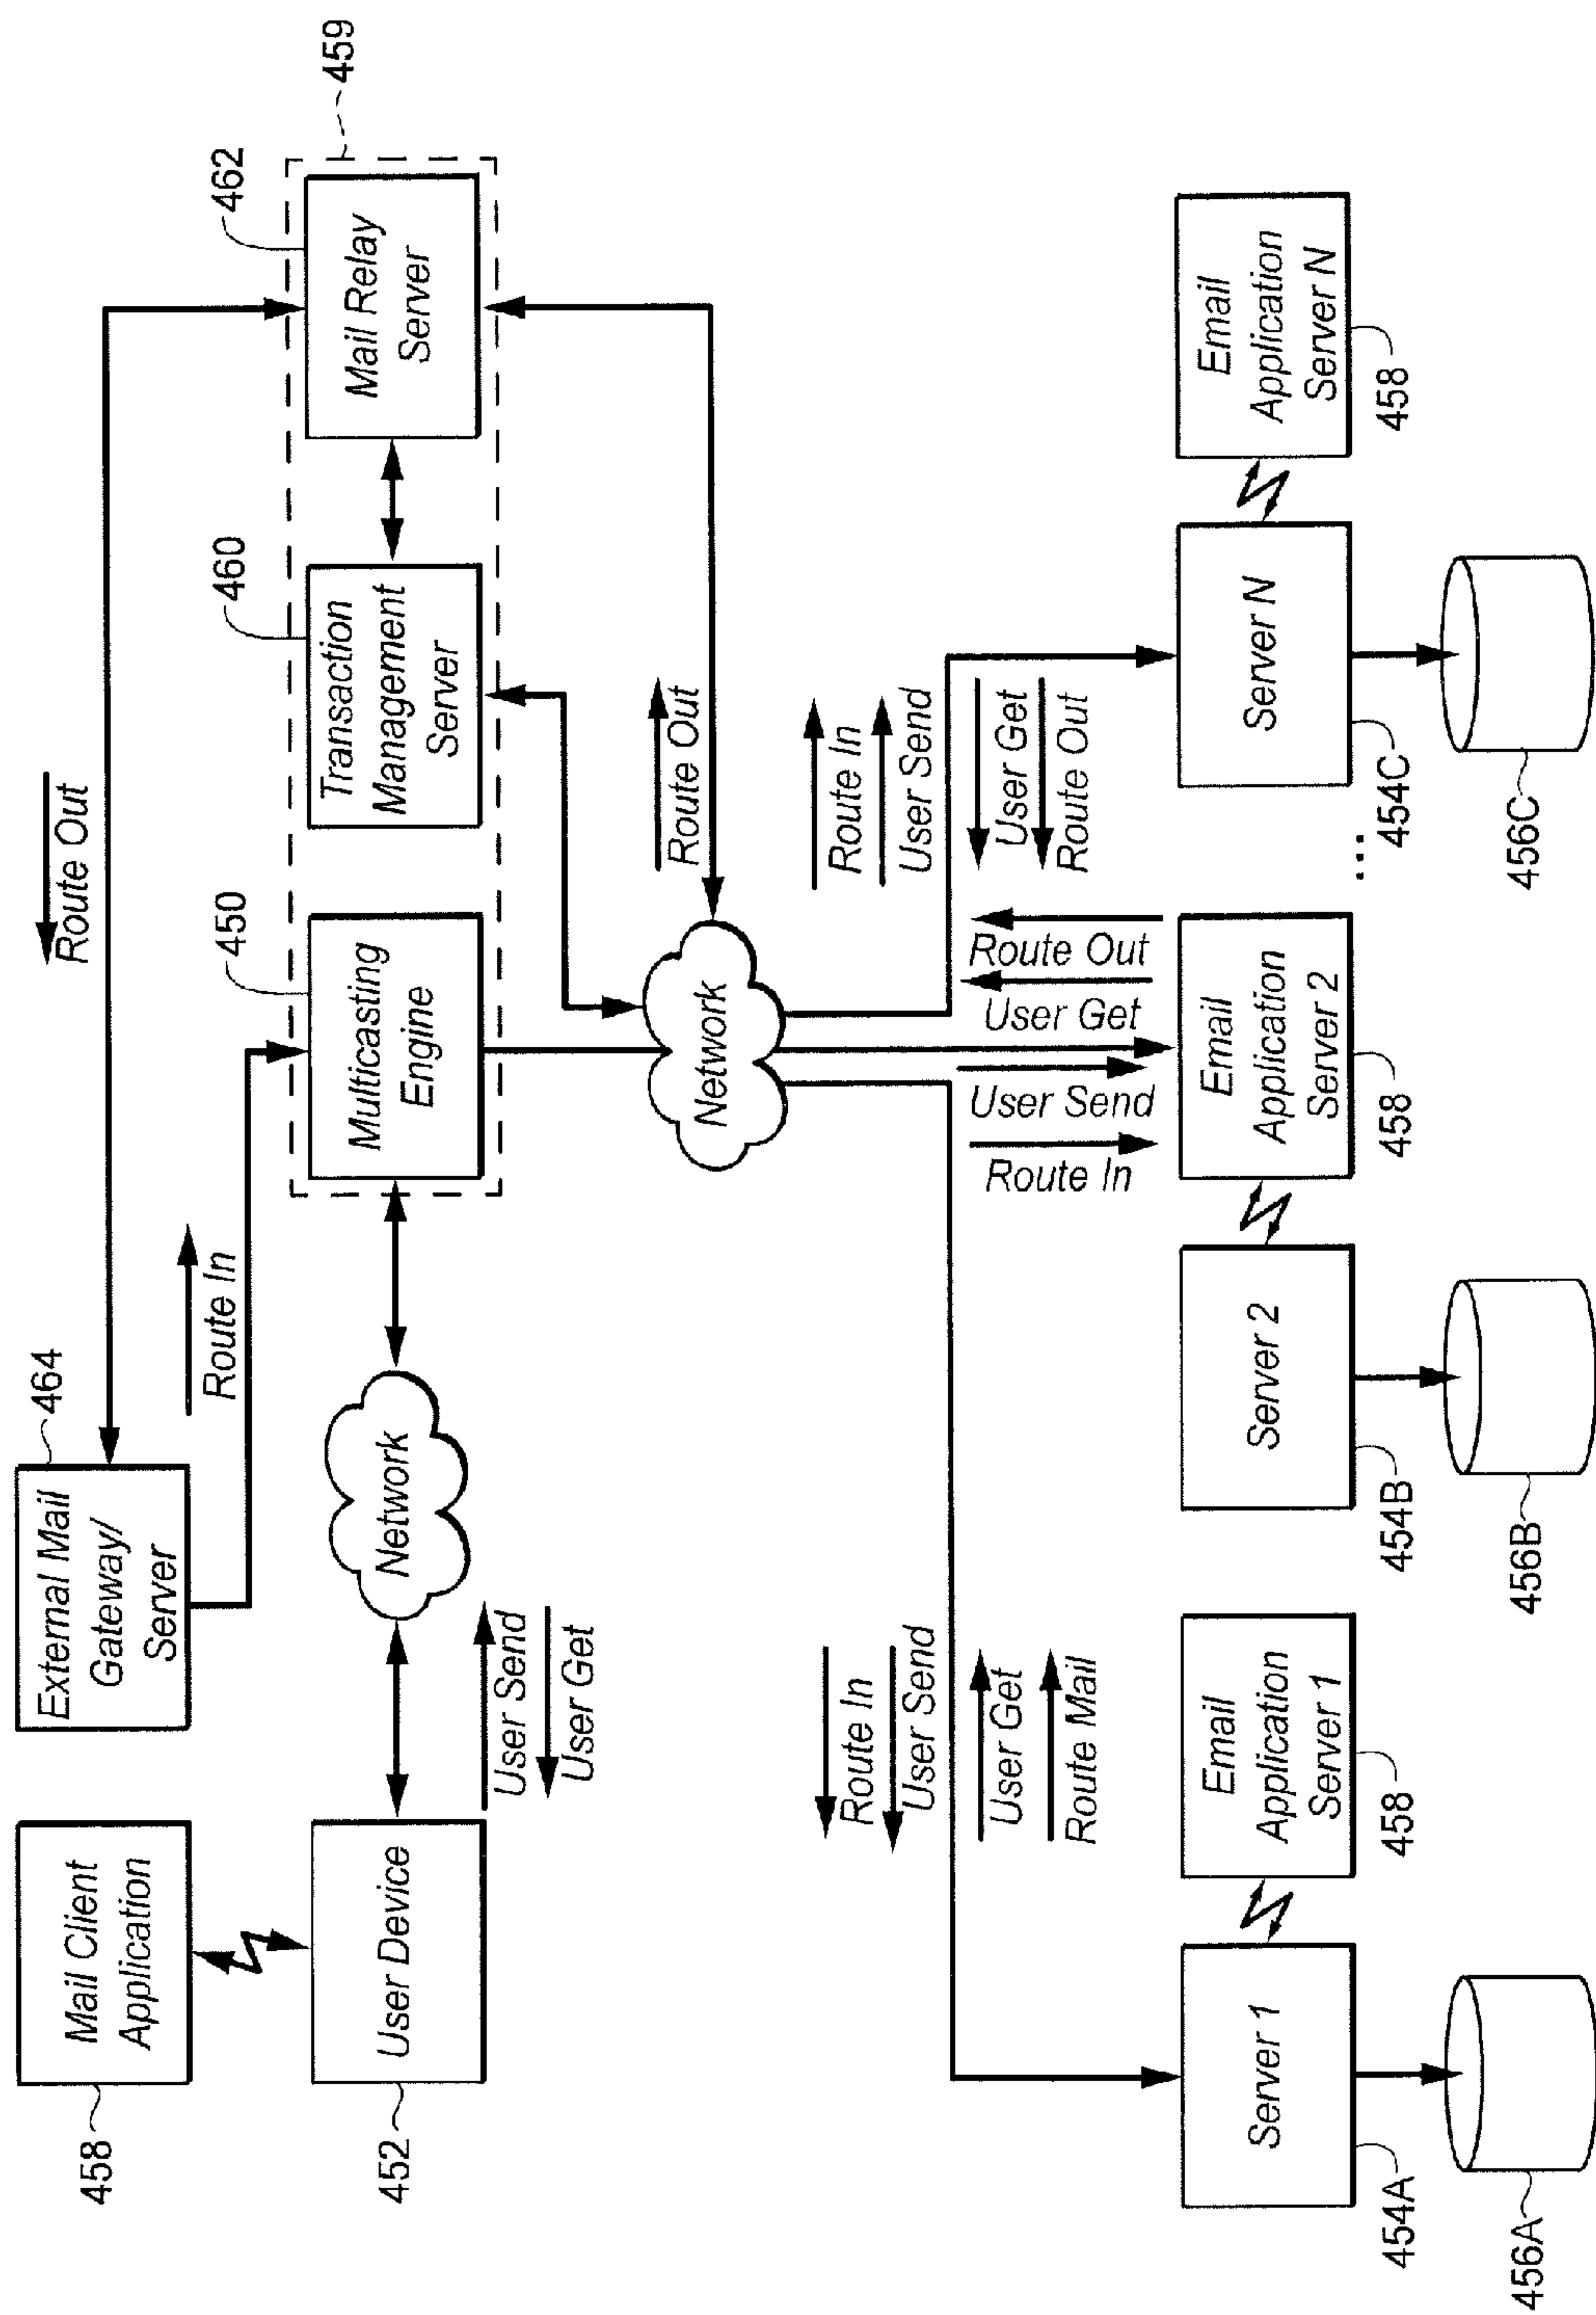 Mail Client
Application
458
User Device
452
External Mail
Gateway/
Server
464
Route Out
Route In
Network
User Send
User Get
450
Multicasting
Engine
460
Transaction
Management
Server
462
Mail Relay
Server
459
Network
Route Out
Route In
User Send
User Get
Route Mail
Route Out
User Get
User Send
Route In
Route In
User Send
User Get
Route Out
Server 1
454A
456A
Email
Application
Server 1
458
Server 2
454B
456B
Email
Application
Server 2
458
...
Server N
454C
456C
Email
Application
Server N
458